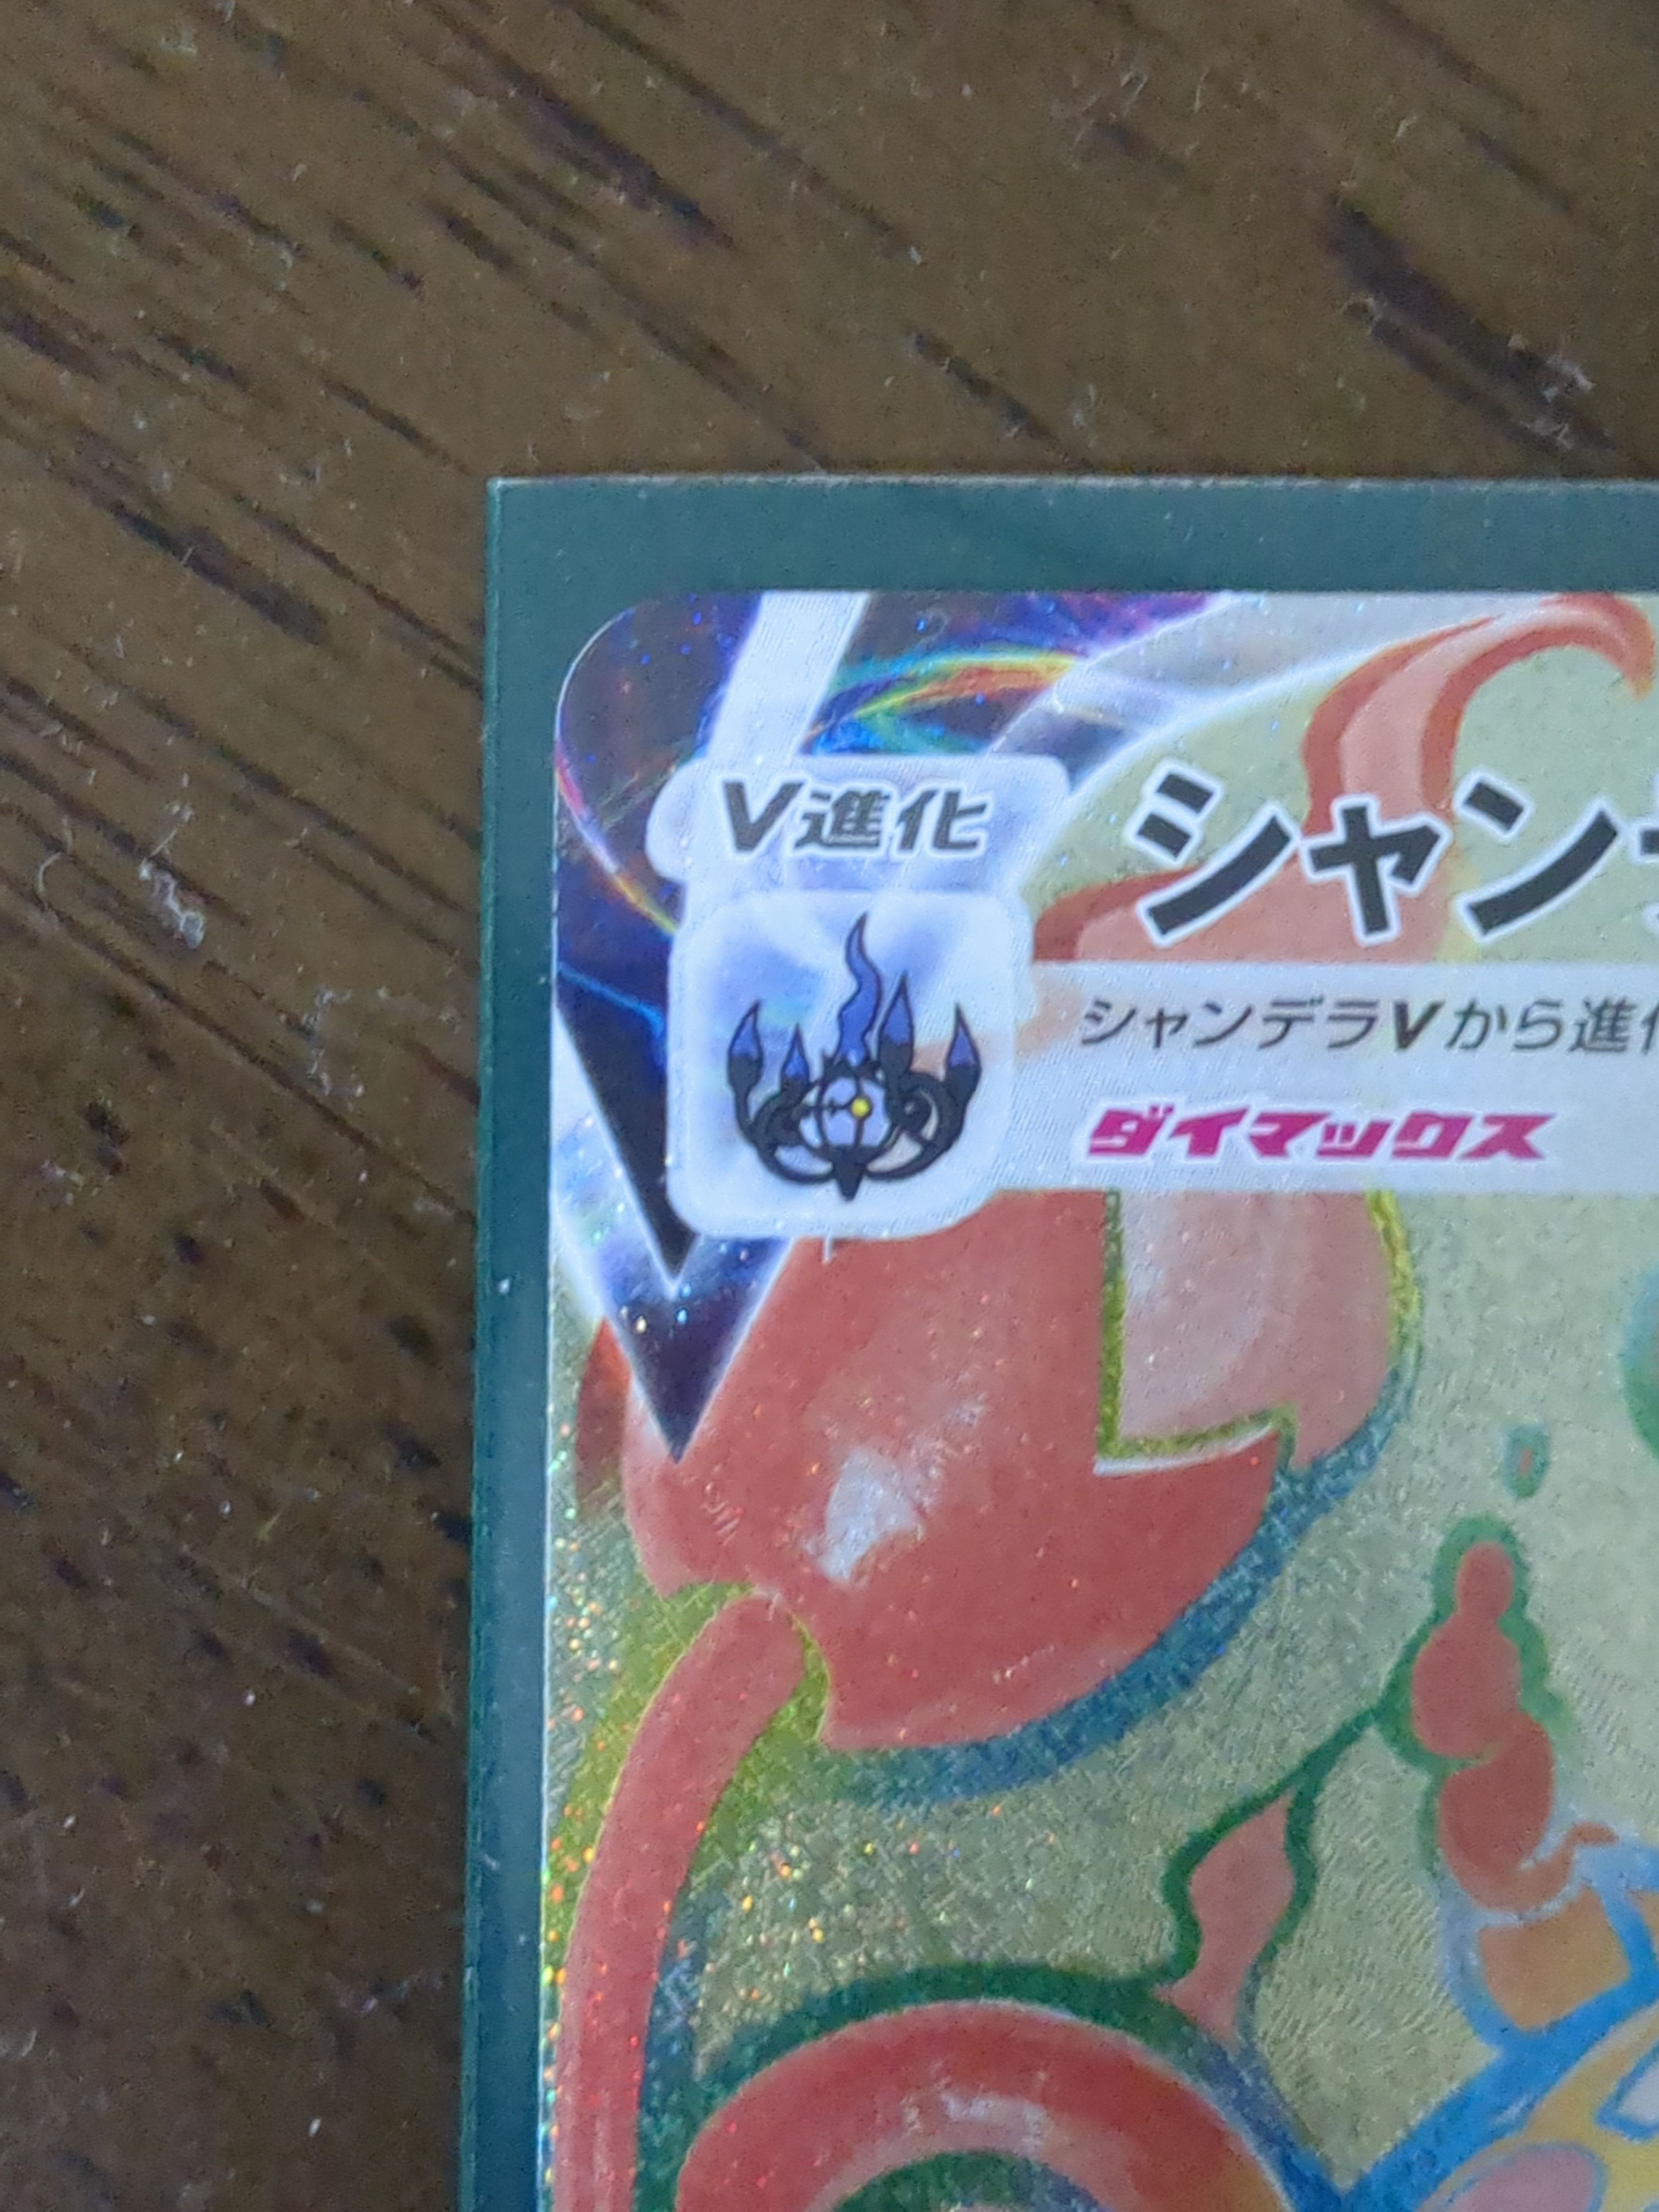 V進化
シャン
シャンデラVから進
ダイマックス